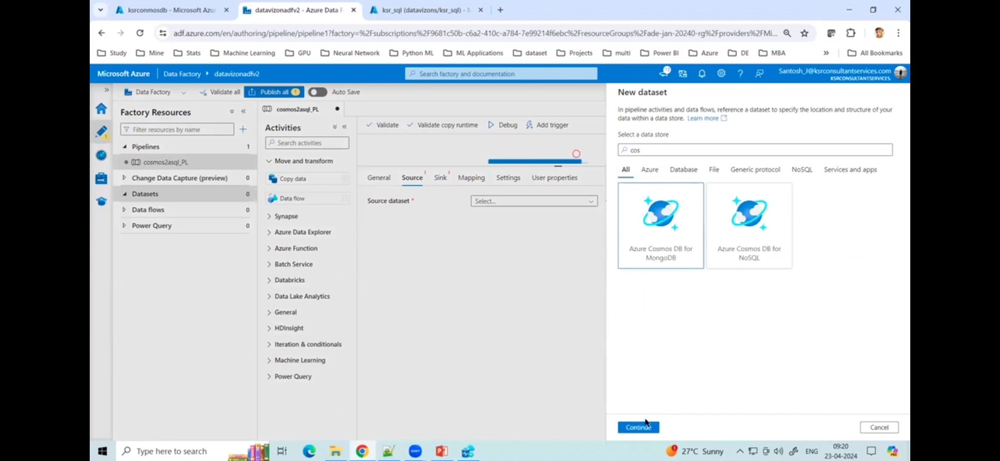 ksrconmosdb - Microsoft Azur
datavizonadfv2 - Azure Data F
ksr_sql (datavizons/ksr_sql) - M
adf.azure.com/en/authoring/pipeline/pipeline1?factory=%2Fsubscriptions%2F9681c50b-c6a2-410c-a784-7e99214f6ebc%2FresourceGroups%2Fade-jan-20240-rg%2Fproviders%2FMi...
Study Mine Stats Machine Learning GPU Neural Network Python ML ML Applications dataset Projects multi Power BI Azure DE MBA » All Bookmarks
Microsoft Azure Data Factory datavizonadfv2
Search factory and documentation
13
Santosh_J@ksrconsultantservices.com
KSRCONSULTANTSERVICES.
Data Factory Validate all Publish all 1 Auto Save
Factory Resources
Filter resources by name
Pipelines 1
cosmos2asql_PL
Change Data Capture (preview) 0
Datasets 0
Data flows 0
Power Query 0
1
cosmos2asql_PL
Activities
Search activities
Move and transform
Copy data
Data flow
Synapse
Azure Data Explorer
Azure Function
Batch Service
Databricks
Data Lake Analytics
General
HDInsight
Iteration & conditionals
Machine Learning
Power Query
Validate Validate copy runtime Debug Add trigger
General Source 1 Sink 1 Mapping Settings User properties
Source dataset *
Select...
New dataset
In pipeline activities and data flows, reference a dataset to specify the location and structure of your
data within a data store. Learn more
Select a data store
cos
All Azure Database File Generic protocol NoSQL Services and apps
Azure Cosmos DB for
MongoDB
Azure Cosmos DB for
NoSQL
Continue
Cancel
Type here to search
zoom
1
27°C Sunny
ENG
09:20
23-04-2024